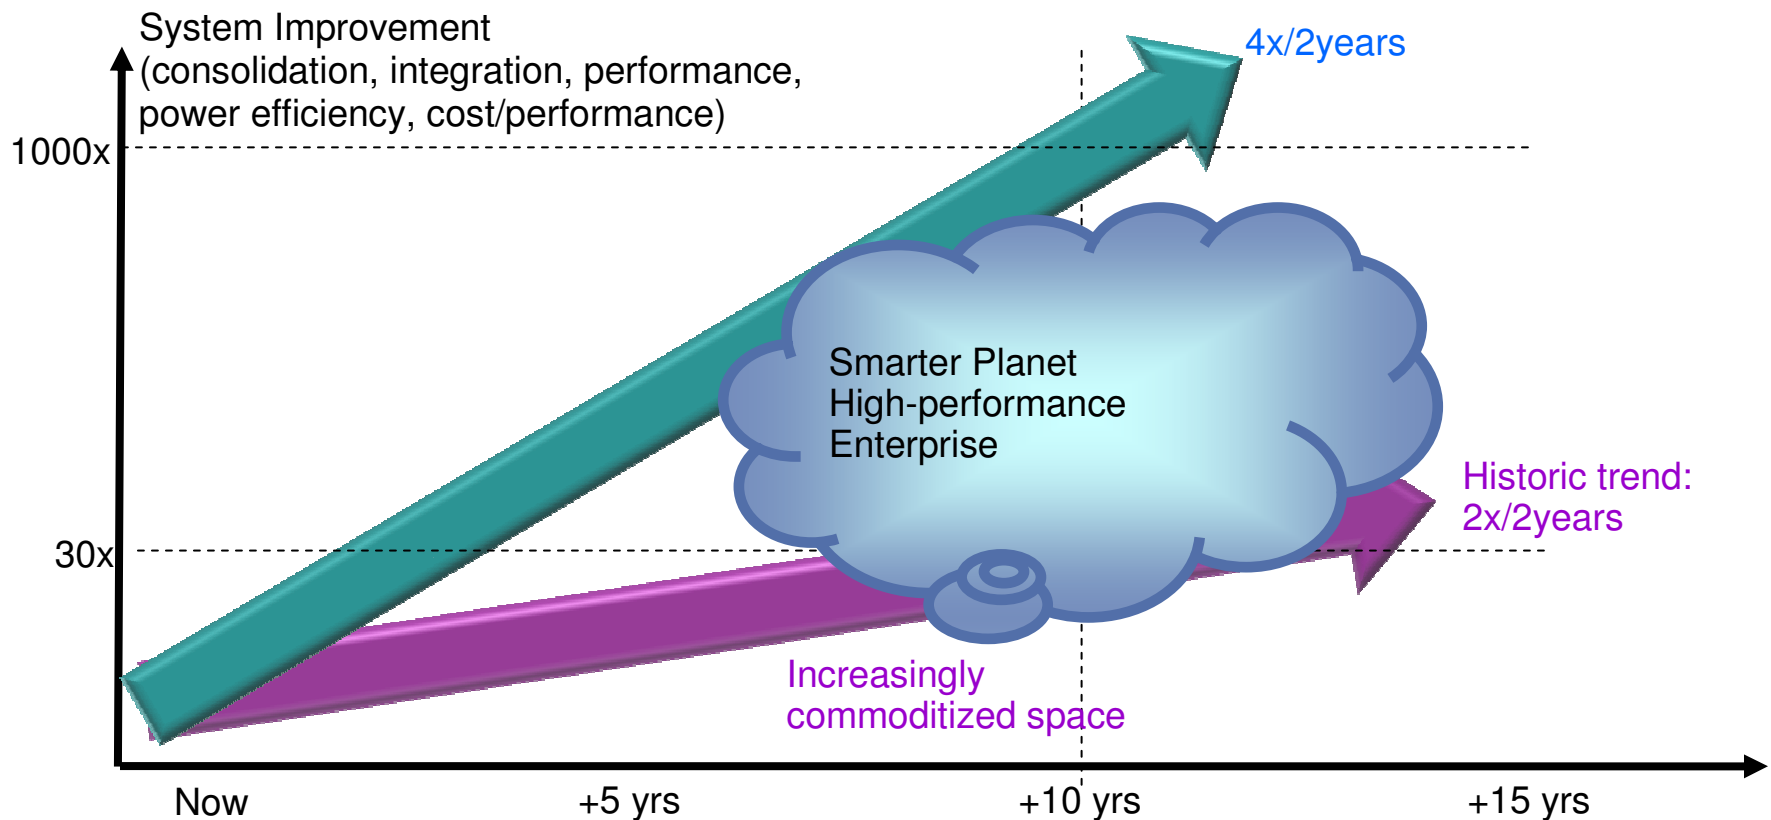 System Improvement
(consolidation, integration, performance,
power efficiency, cost/performance)
4x/2years
1000x
Smarter Planet
High-performance
Enterprise
Historic trend:
2x/2years
30x
Increasingly
commoditized space
Now
+5 yrs
+10 yrs
+15 yrs